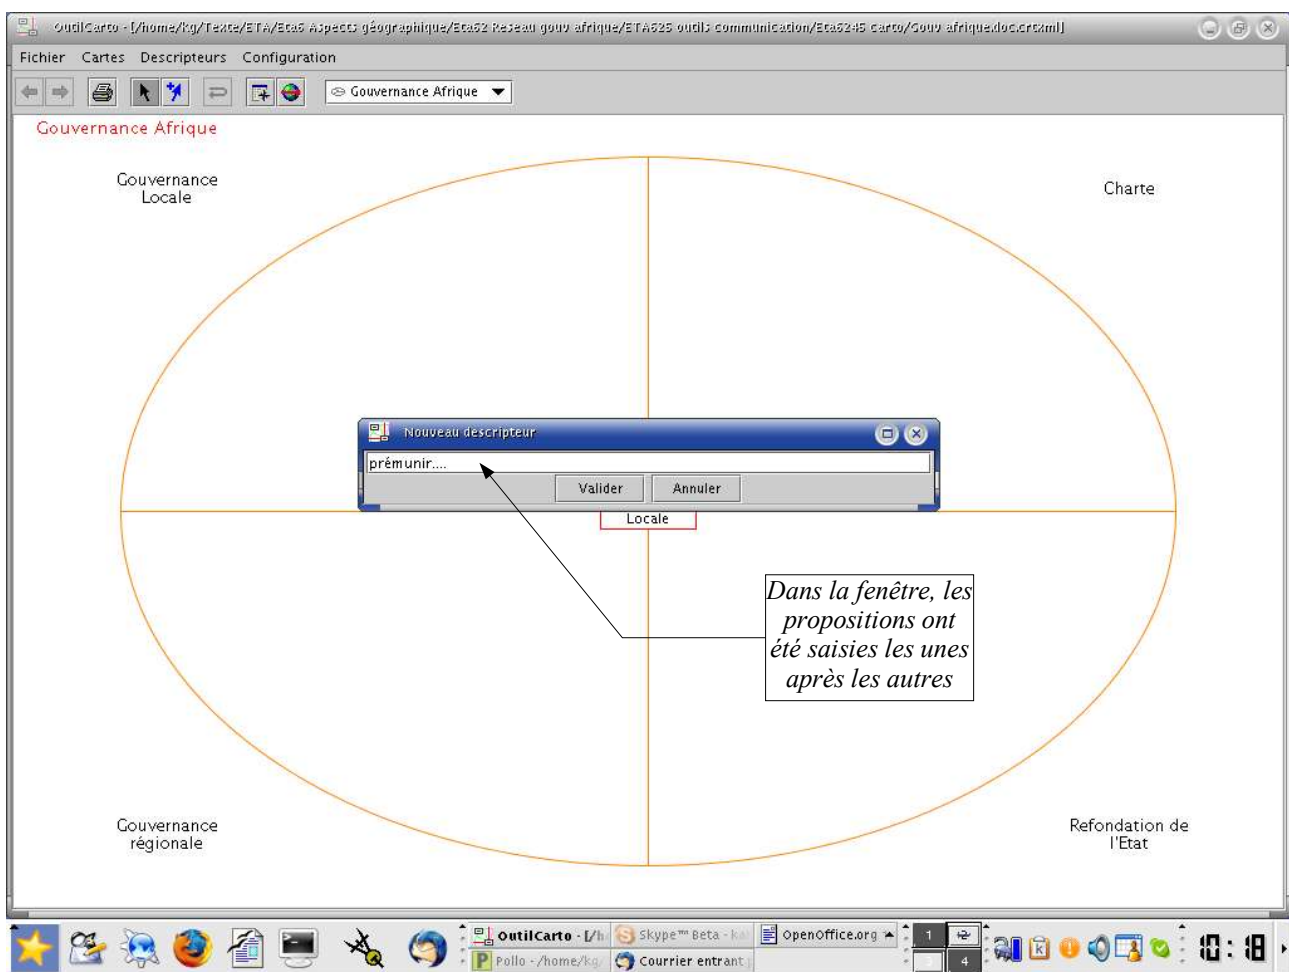 OutilCarto - [/home/kg/Texte/ETA/Eta6 Aspects géographique/Eta62 Reseau gouv afrique/ETA625 outils communication/Eta6245 carto/Gouv afrique.doc.crtxml]
Fichier Cartes Descripteurs Configuration
Gouvernance Afrique
Gouvernance Afrique
Gouvernance
Locale
Charte
Nouveau descripteur
prémunir....
Valider Annuler
Locale
Dans la fenêtre, les
propositions ont
été saisies les unes
après les autres
Gouvernance
régionale
Refondation de
l'Etat
OutilCarto - [/h
Skype™ Beta - ka
OpenOffice.org
Pollo - /home/kg/
Courrier entrant
1
4
10:18